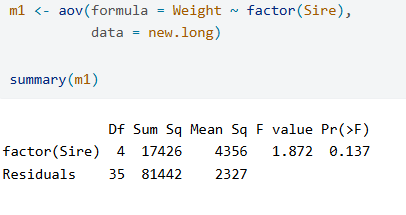 m1 <- aov(formula = Weight ~ factor(Sire),
data = new.long)
summary(m1)
Df Sum Sq Mean Sq F value Pr(>F)
factor(Sire) 4 17426 4356 1.872 0.137
Residuals 35 81442 2327